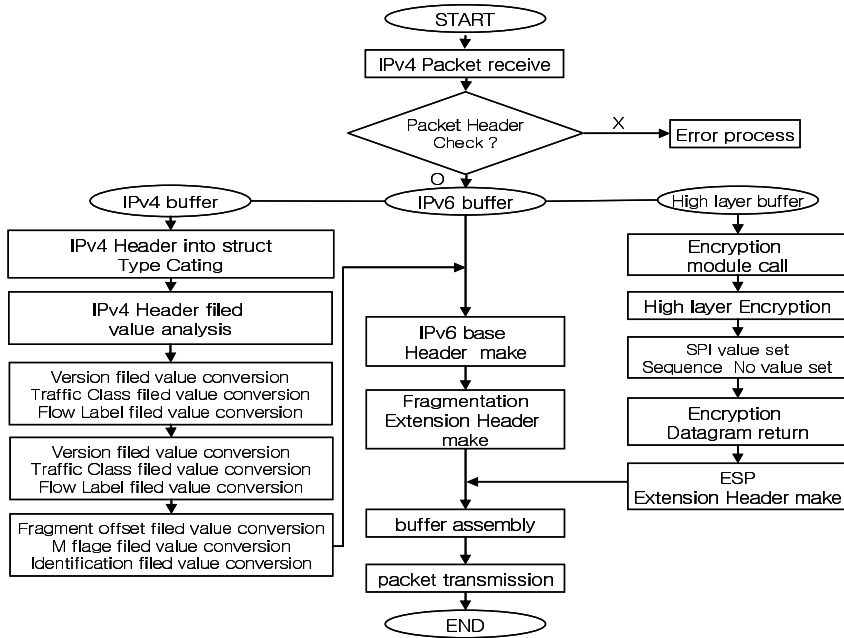 START
IPv4 Packet receive
Packet Header
Check ?
X
Error process
O
IPv4 buffer
IPv6 buffer
High layer buffer
IPv4 Header into struct
Type Cating
IPv4 Header filed
value analysis
Version filed value conversion
Traffic Class filed value conversion
Flow Label filed value conversion
Version filed value conversion
Traffic Class filed value conversion
Flow Label filed value conversion
Fragment offset filed value conversion
M flage filed value conversion
Identification filed value conversion
IPv6 base
Header make
Fragmentation
Extension Header
make
buffer assembly
packet transmission
END
Encryption
module call
High layer Encryption
SPI value set
Sequence No value set
Encryption
Datagram return
ESP
Extension Header make